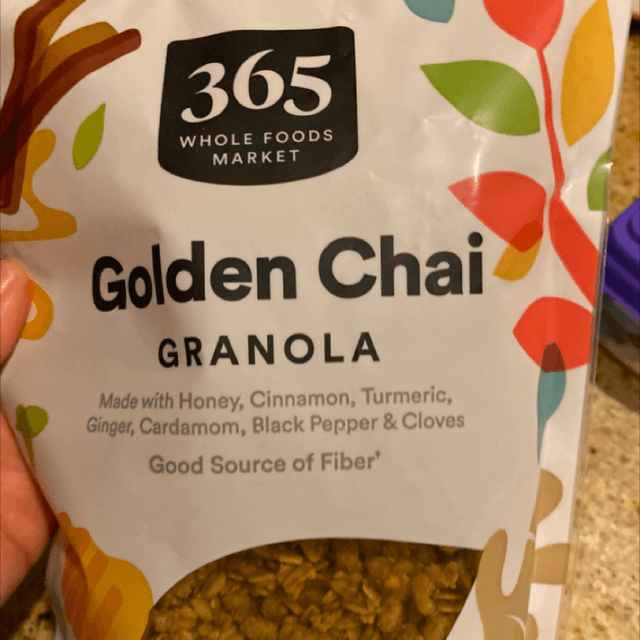 365
WHOLE FOODS
MARKET
Golden Chai
GRANOLA
Made with Honey, Cinnamon, Turmeric,
Ginger, Cardamom, Black Pepper & Cloves
Good Source of Fiber†